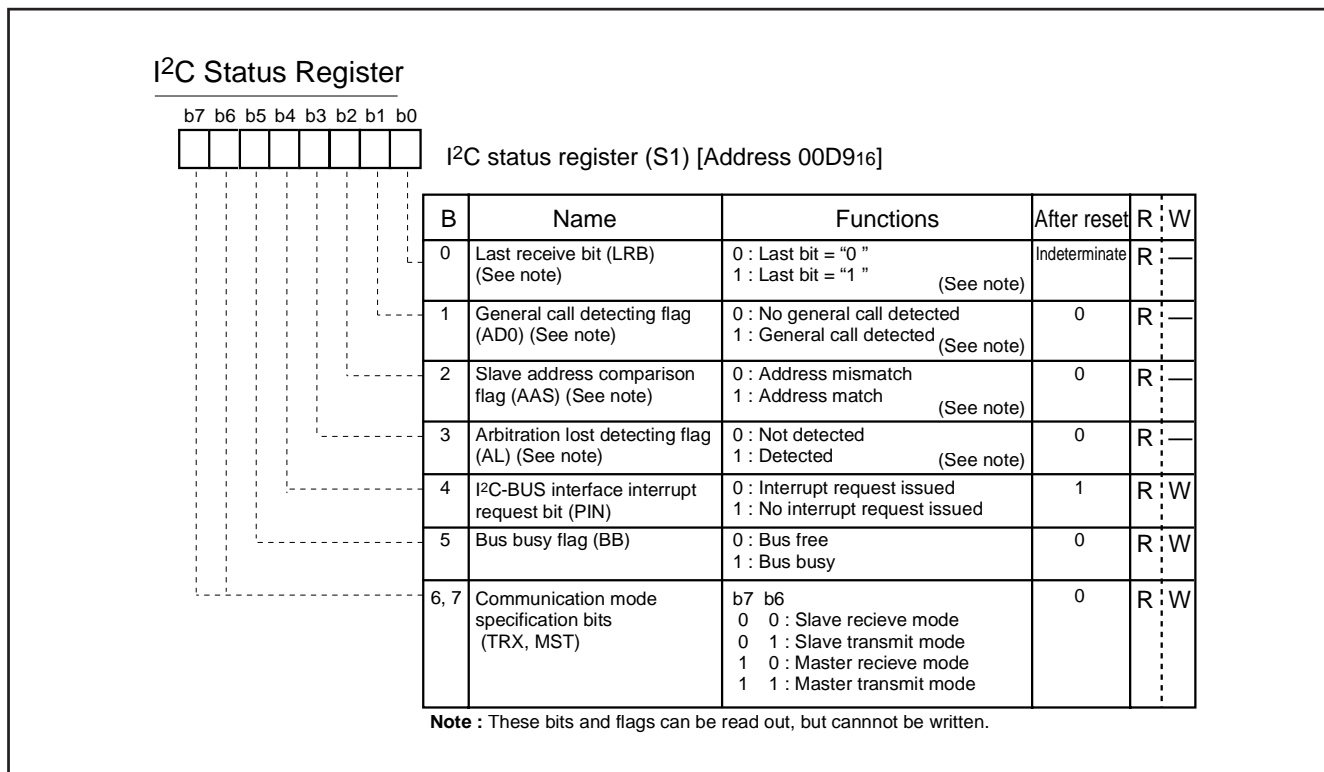 I2C Status Register
b7 b6 b5 b4 b3 b2 b1 b0
I2C status register (S1) [Address 00D916]
B Name Functions After reset R W
0 Last receive bit (LRB) 0 : Last bit = “0 ” Indeterminate R —
(See note) 1 : Last bit = “1 ” (See note)
1 General call detecting flag 0 : No general call detected 0 R —
(AD0) (See note) 1 : General call detected (See note)
2 Slave address comparison 0 : Address mismatch 0 R —
flag (AAS) (See note) 1 : Address match (See note)
3 Arbitration lost detecting flag 0 : Not detected 0 R —
(AL) (See note) 1 : Detected (See note)
4 I2C-BUS interface interrupt 0 : Interrupt request issued 1 R W
request bit (PIN) 1 : No interrupt request issued
5 Bus busy flag (BB) 0 : Bus free 0 R W
1 : Bus busy
6, 7 Communication mode b7 b6 0 R W
specification bits 0 0 : Slave recieve mode
(TRX, MST) 0 1 : Slave transmit mode
1 0 : Master recieve mode
1 1 : Master transmit mode
Note : These bits and flags can be read out, but cannnot be written.